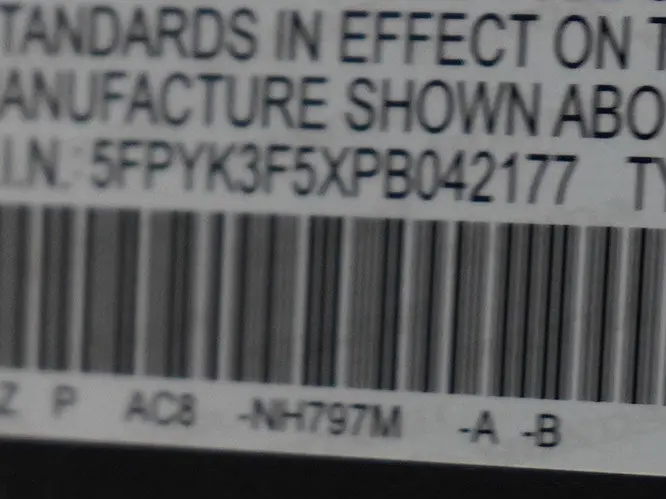 TANDARDS IN EFFECT ON T
ANUFACTURE SHOWN ABO
.I.N.: 5FPYK3F5XPB042177 TY
Z P AC8 -NH797M -A -B